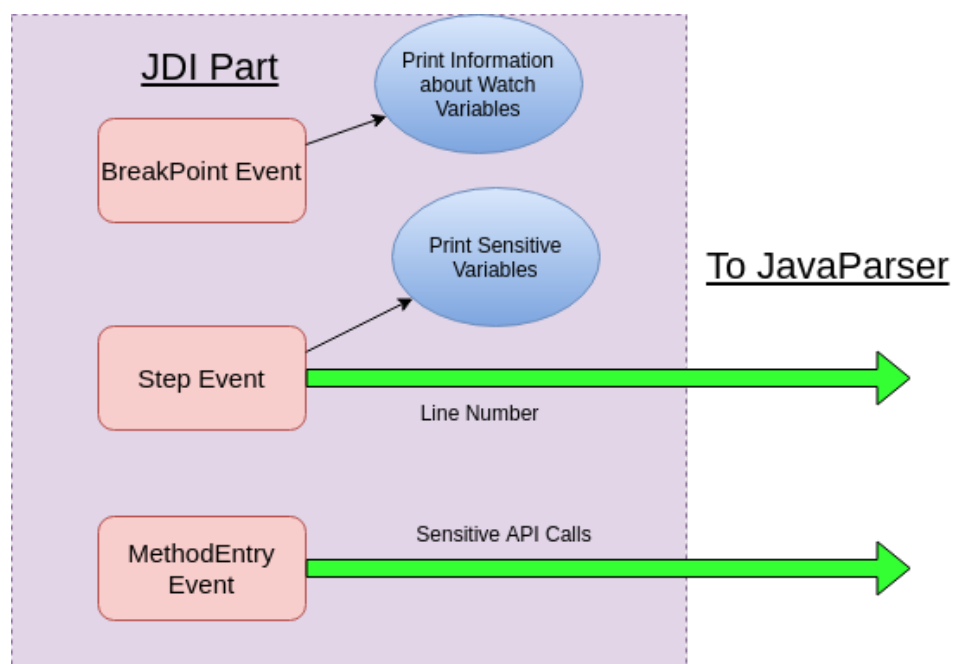 JDI Part
Print Information
about Watch
Variables
BreakPoint Event
Print Sensitive
Variables
To JavaParser
Step Event
Line Number
Sensitive API Calls
MethodEntry
Event